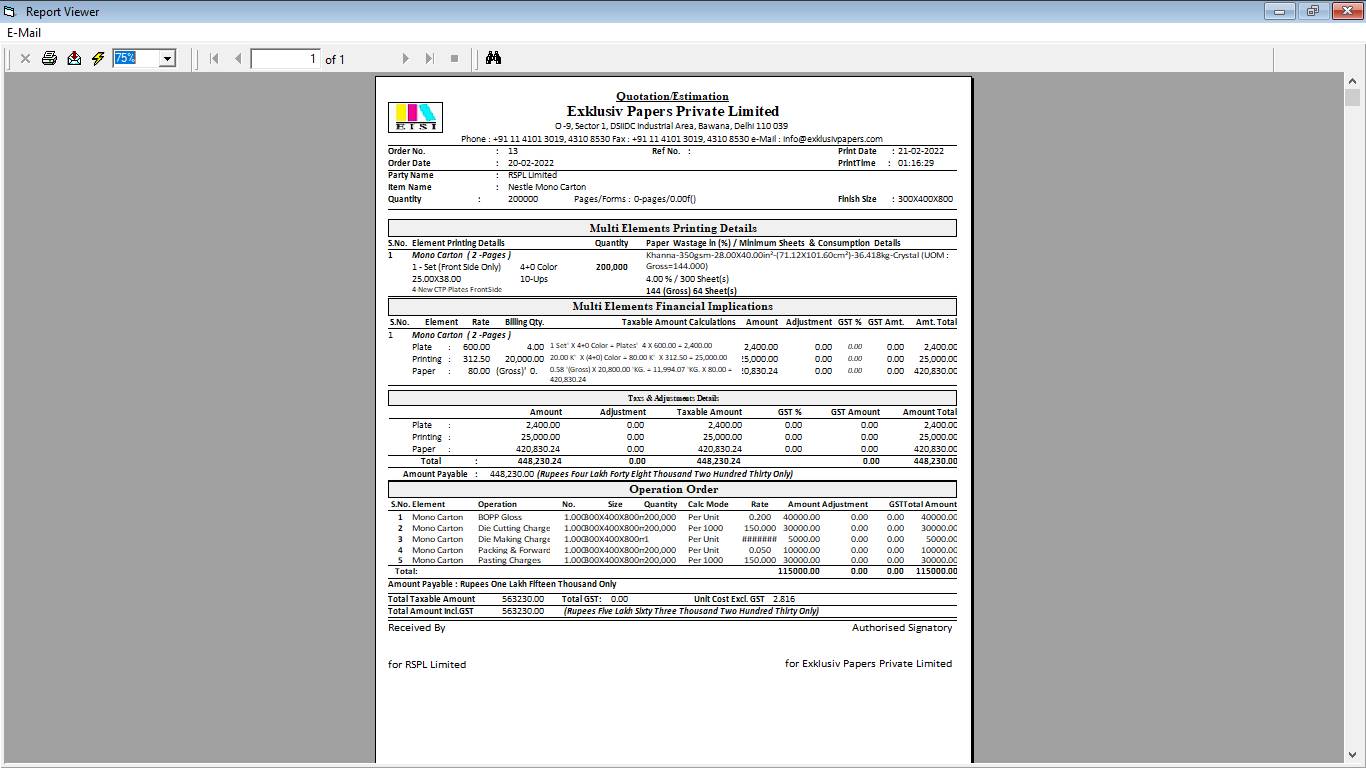 Report Viewer
E-Mail
75% 1 of 1
Quotation/Estimation
EISI
Exklusiv Papers Private Limited
O -9, Sector 1, DSIIDC Industrial Area, Bawana, Delhi 110 039
Phone : +91 11 4101 3019, 4310 8530 Fax : +91 11 4101 3019, 4310 8530 e-Mail : info@exklusivpapers.com
Order No. : 13 Ref No. : Print Date : 21-02-2022
Order Date : 20-02-2022 PrintTime : 01:16:29
Party Name : RSPL Limited
Item Name : Nestle Mono Carton
Quantity : 200000 Pages/Forms : 0-pages/0.00f() Finish Size : 300X400X800
Multi Elements Printing Details
S.No. Element Printing Details Quantity Paper Wastage in (%) / Minimum Sheets & Consumption Details
1 Mono Carton ( 2 -Pages ) Khanna-350gsm-28.00X40.00in²-(71.12X101.60cm²)-36.418kg-Crystal (UOM :
1 - Set (Front Side Only) 4+0 Color 200,000 Gross=144.000)
25.00X38.00 10-Ups 4.00 % / 300 Sheet(s)
4 New CTP Plates FrontSide 144 (Gross) 64 Sheet(s)
Multi Elements Financial Implications
S.No. Element Rate Billing Qty. Taxable Amount Calculations Amount Adjustment GST % GST Amt. Amt. Total
1 Mono Carton ( 2 -Pages )
Plate : 600.00 4.00 1 Set' X 4+0 Color = Plates' 4 X 600.00 = 2,400.00 2,400.00 0.00 0.00 0.00 2,400.00
Printing : 312.50 20,000.00 20.00 K' X (4+0) Color = 80.00 K' X 312.50 = 25,000.00 25,000.00 0.00 0.00 0.00 25,000.00
Paper : 80.00 (Gross)' 0. 0.58 '(Gross) X 20,800.00 'KG. = 11,994.07 'KG. X 80.00 = 20,830.24 0.00 0.00 0.00 420,830.24
420,830.24
Taxs & Adjustments Details
Amount Adjustment Taxable Amount GST % GST Amount Amount Total
Plate : 2,400.00 0.00 2,400.00 0.00 0.00 2,400.00
Printing : 25,000.00 0.00 25,000.00 0.00 0.00 25,000.00
Paper : 420,830.24 0.00 420,830.24 0.00 0.00 420,830.24
Total : 448,230.24 0.00 448,230.24 0.00 448,230.00
Amount Payable : 448,230.00 (Rupees Four Lakh Forty Eight Thousand Two Hundred Thirty Only)
Operation Order
S.No. Element Operation No. Size Quantity Calc Mode Rate Amount Adjustment GST Total Amount
1 Mono Carton BOPP Gloss 1.000 300X400X800m 200,000 Per Unit 0.200 40000.00 0.00 0.00 40000.00
2 Mono Carton Die Cutting Charge 1.000 300X400X800m 200,000 Per 1000 150.000 30000.00 0.00 0.00 30000.00
3 Mono Carton Die Making Charge 1.000 300X400X800m 1 Per Unit ####### 5000.00 0.00 0.00 5000.00
4 Mono Carton Packing & Forward 1.000 300X400X800m 200,000 Per Unit 0.050 10000.00 0.00 0.00 10000.00
5 Mono Carton Pasting Charges 1.000 300X400X800m 200,000 Per 1000 150.000 30000.00 0.00 0.00 30000.00
Total: 115000.00 0.00 0.00 115000.00
Amount Payable : Rupees One Lakh Fifteen Thousand Only
Total Taxable Amount 563230.00 Total GST: 0.00 Unit Cost Excl. GST 2.816
Total Amount Incl.GST 563230.00 (Rupees Five Lakh Sixty Three Thousand Two Hundred Thirty Only)
Received By Authorised Signatory
for RSPL Limited for Exklusiv Papers Private Limited